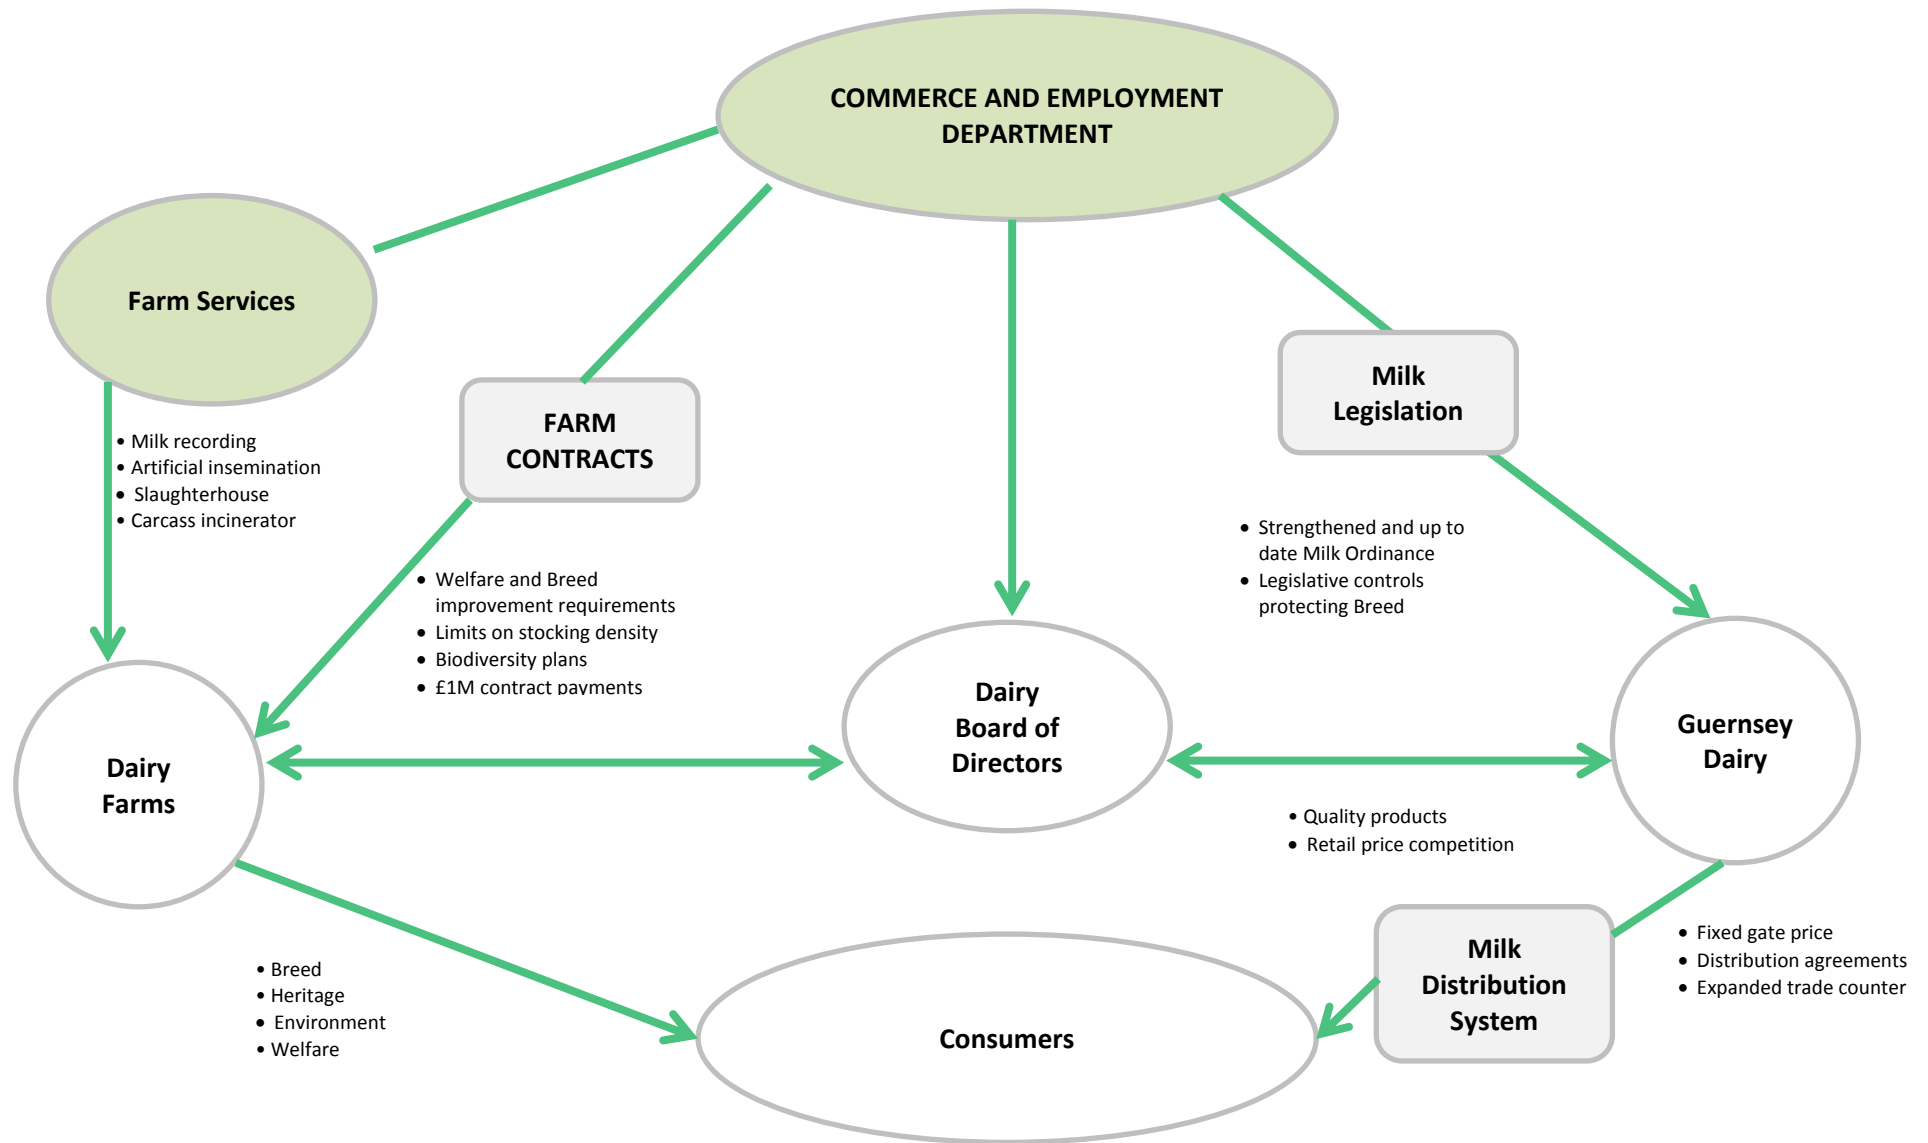 COMMERCE AND EMPLOYMENT
DEPARTMENT
Farm Services
• Milk recording
• Artificial insemination
• Slaughterhouse
• Carcass incinerator
FARM
CONTRACTS
• Welfare and Breed
improvement requirements
• Limits on stocking density
• Biodiversity plans
• £1M contract payments
Milk
Legislation
• Strengthened and up to
date Milk Ordinance
• Legislative controls
protecting Breed
Dairy
Farms
Dairy
Board of
Directors
Guernsey
Dairy
• Quality products
• Retail price competition
• Breed
• Heritage
• Environment
• Welfare
Consumers
Milk
Distribution
System
• Fixed gate price
• Distribution agreements
• Expanded trade counter